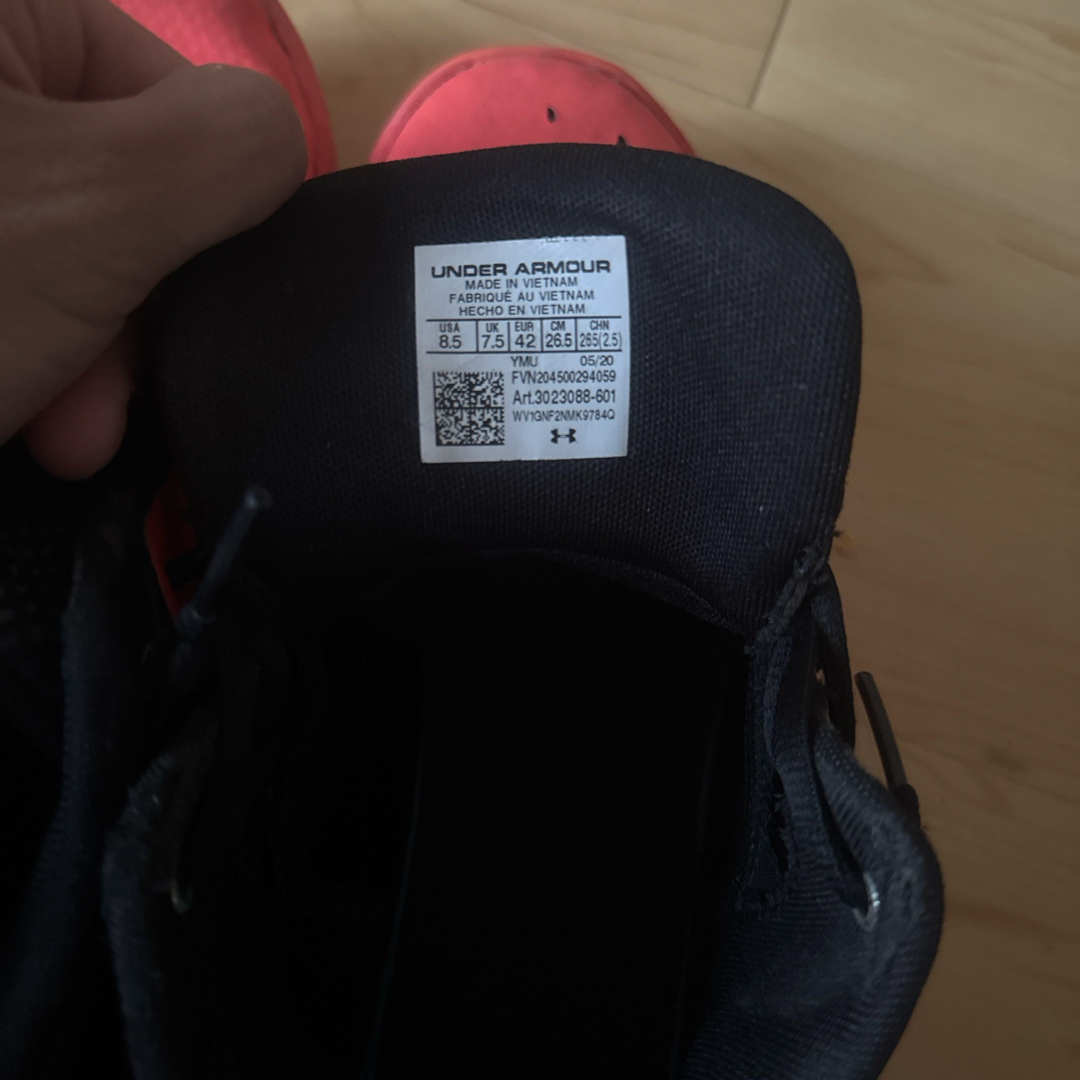 UNDER ARMOUR
MADE IN VIETNAM
FABRIQUÉ AU VIETNAM
HECHO EN VIETNAM
USA UK EUR CM CHN
8.5 7.5 42 26.5 265(2.5)
YMU 05/20
FVN204500294059
Art.3023088-601
WV1GNF2NMK9784Q